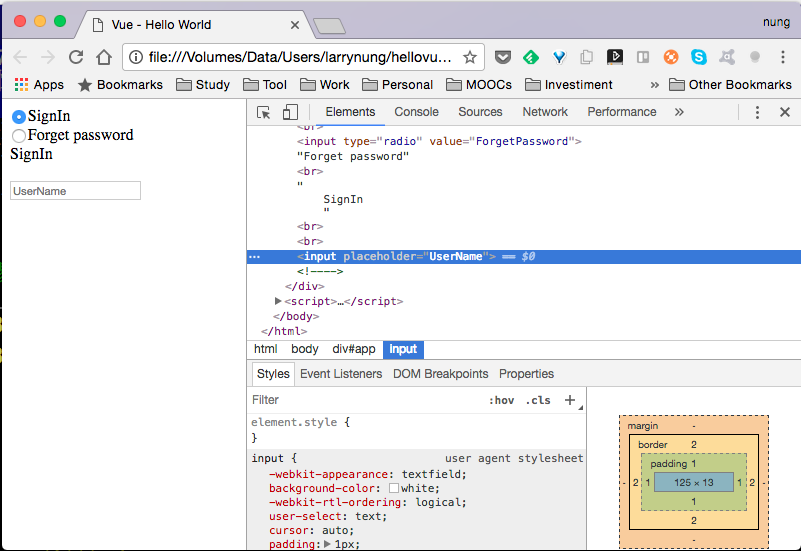 Vue - Hello World
nung
file:///Volumes/Data/Users/larrynung/hellovu...
Apps Bookmarks Study Tool Work Personal MOOCs Investiment » Other Bookmarks
SignIn
Forget password
SignIn
UserName
Elements Console Sources Network Performance »
<br>
<input type="radio" value="ForgetPassword">
"Forget password"
<br>
"
SignIn
"
<br>
<br>
… <input placeholder="UserName"> == $0
<!---->
</div>
▶<script>…</script>
</body>
</html>
html body div#app input
Styles Event Listeners DOM Breakpoints Properties
Filter :hov .cls +
element.style {
}
input { user agent stylesheet
-webkit-appearance: textfield;
background-color: white;
-webkit-rtl-ordering: logical;
user-select: text;
cursor: auto;
padding:▶1px;
margin -
border 2
padding 1
- 2 1 125 × 13 1 2 -
1
2
-